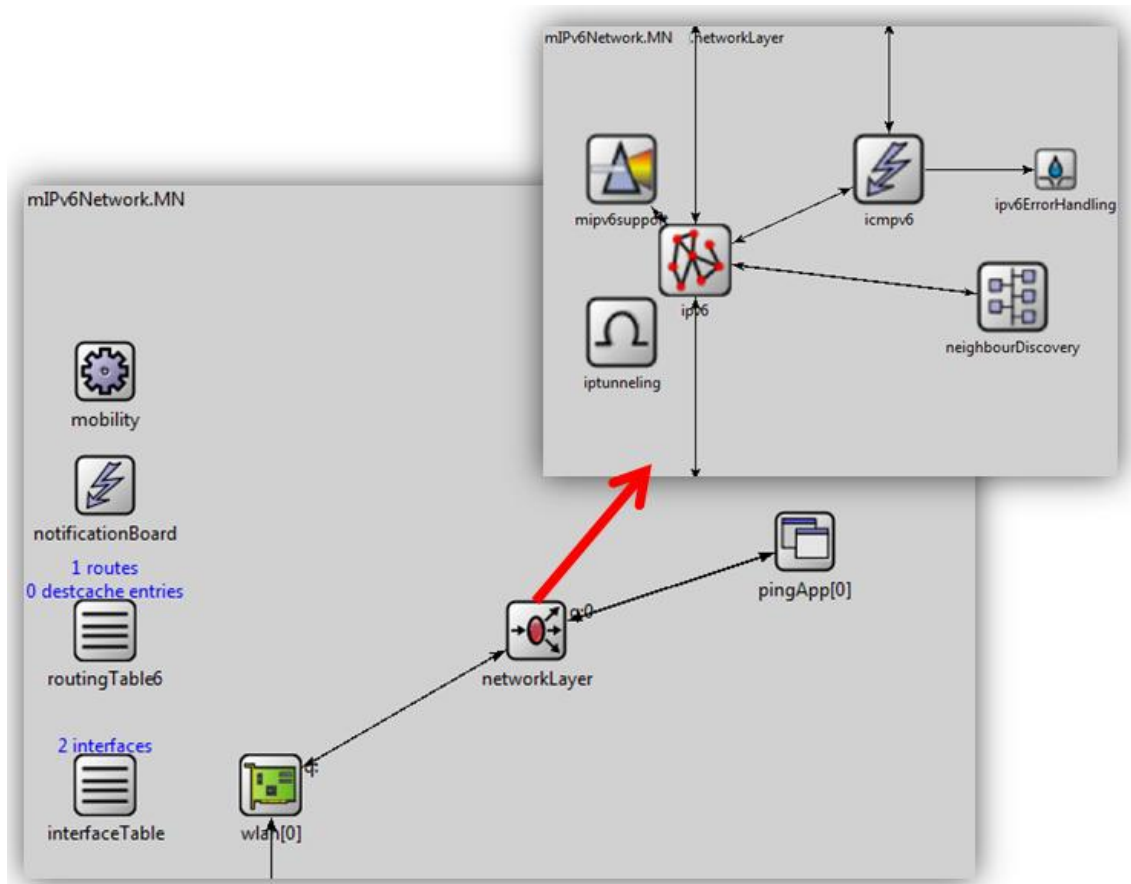 mIPv6Network.MN networkLayer
mipv6support
icmpv6
ipv6ErrorHandling
ipv6
neighbourDiscovery
iptunneling
mIPv6Network.MN
mobility
notificationBoard
1 routes
0 destcache entries
routingTable6
q:0
pingApp[0]
networkLayer
2 interfaces
interfaceTable
q:
wlan[0]